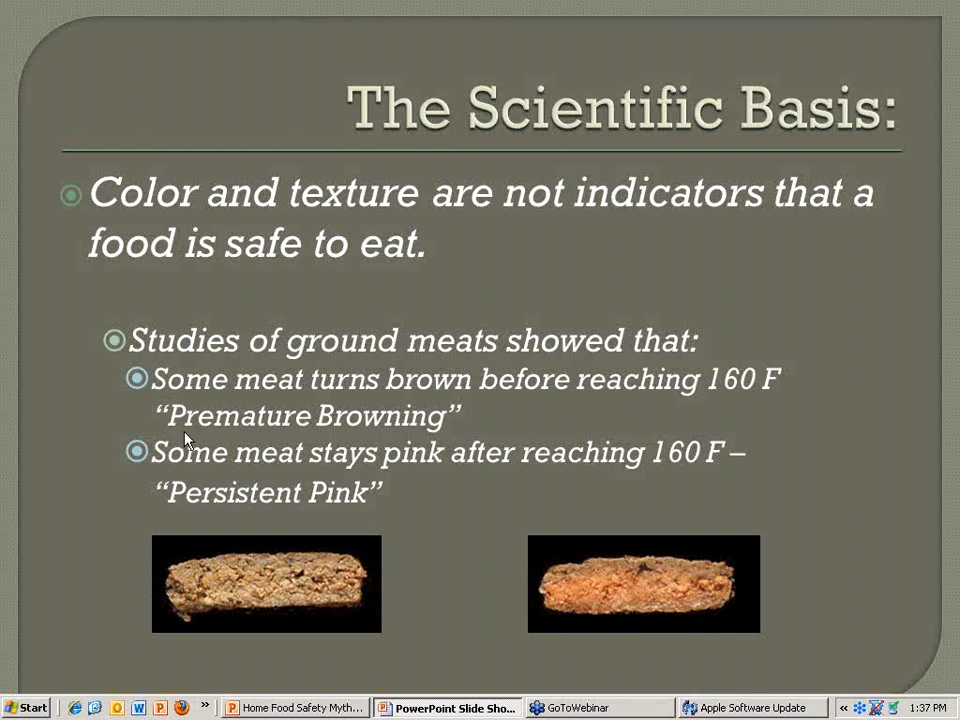 The Scientific Basis:
Color and texture are not indicators that a
food is safe to eat.
Studies of ground meats showed that:
Some meat turns brown before reaching 160 F
“Premature Browning”
Some meat stays pink after reaching 160 F –
“Persistent Pink”
Start
»
Home Food Safety Myth...
PowerPoint Slide Sho...
GoToWebinar
Apple Software Update
«
1:37 PM